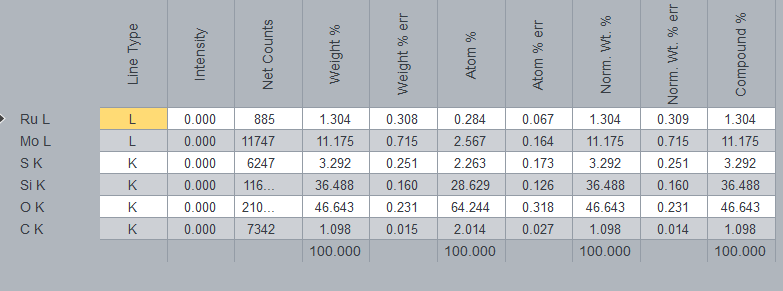 Line Type Intensity Net Counts Weight % Weight % err Atom % Atom % err Norm. Wt. % Norm. Wt. % err Compound %
Ru L L 0.000 885 1.304 0.308 0.284 0.067 1.304 0.309 1.304
Mo L L 0.000 11747 11.175 0.715 2.567 0.164 11.175 0.715 11.175
S K K 0.000 6247 3.292 0.251 2.263 0.173 3.292 0.251 3.292
Si K K 0.000 116... 36.488 0.160 28.629 0.126 36.488 0.160 36.488
O K K 0.000 210... 46.643 0.231 64.244 0.318 46.643 0.231 46.643
C K K 0.000 7342 1.098 0.015 2.014 0.027 1.098 0.014 1.098
100.000 100.000 100.000 100.000